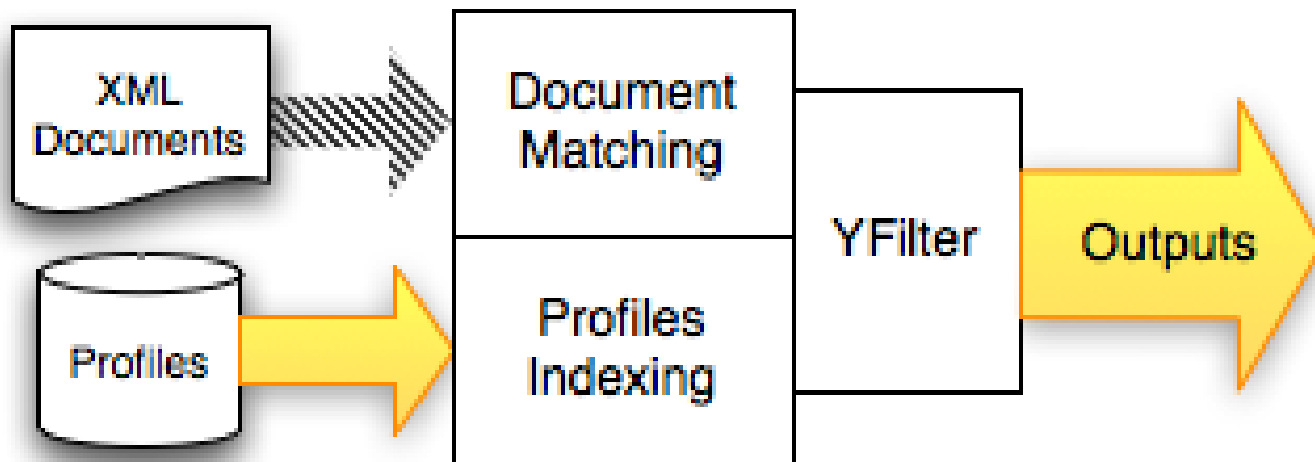 XML
Documents
Document
Matching
YFilter
Outputs
Profiles
Profiles
Indexing